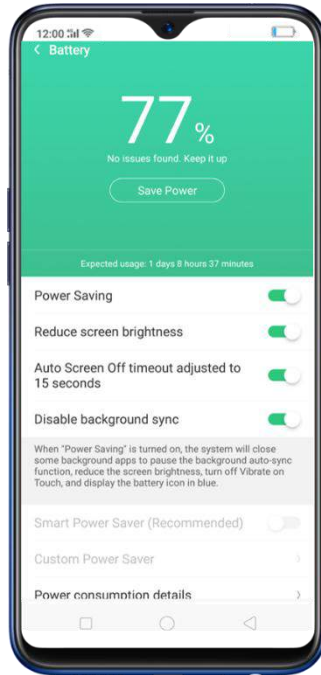 12:00
Battery
77%
No issues found. Keep it up
Save Power
Expected usage: 1 days 8 hours 37 minutes
Power Saving
Reduce screen brightness
Auto Screen Off timeout adjusted to
15 seconds
Disable background sync
When "Power Saving" is turned on, the system will close
some background apps to pause the background auto-sync
function, reduce the screen brightness, turn off Vibrate on
Touch, and display the battery icon in blue.
Smart Power Saver (Recommended)
Custom Power Saver
Power consumption details